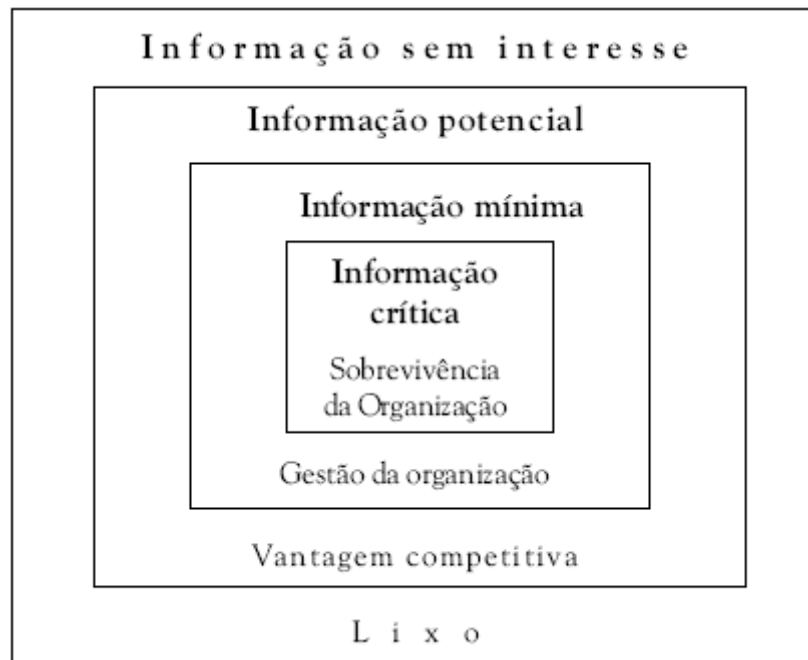 Informação sem interesse
Informação potencial
Informação mínima
Informação
crítica
Sobrevivência
da Organização
Gestão da organização
Vantagem competitiva
Lixo